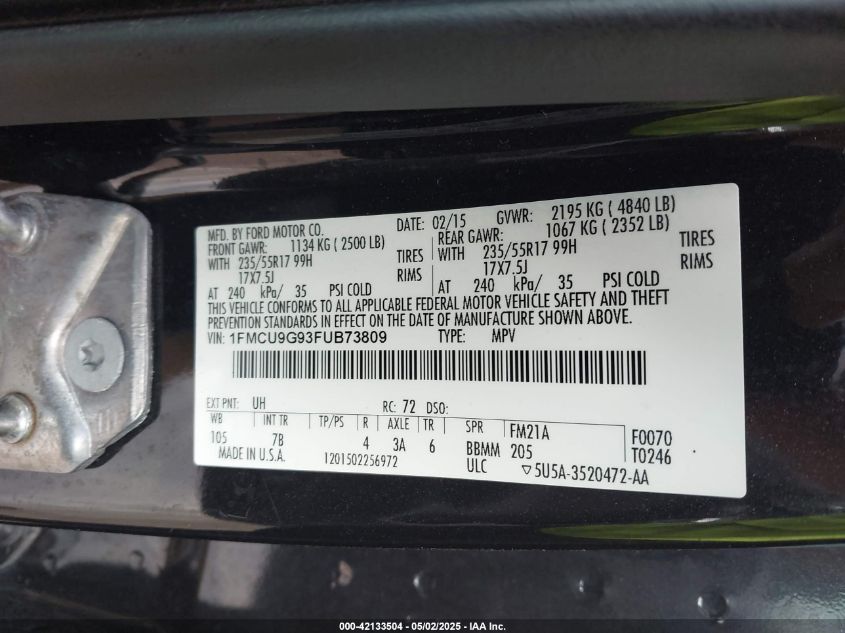 MFD. BY FORD MOTOR CO. DATE: 02/15 GVWR: 2195 KG ( 4840 LB)
FRONT GAWR: 1134 KG ( 2500 LB) REAR GAWR: 1067 KG ( 2352 LB)
WITH 235/55R17 99H TIRES WITH 235/55R17 99H TIRES
17X7.5J RIMS 17X7.5J RIMS
AT 240 kPa/ 35 PSI COLD AT 240 kPa/ 35 PSI COLD
THIS VEHICLE CONFORMS TO ALL APPLICABLE FEDERAL MOTOR VEHICLE SAFETY AND THEFT
PREVENTION STANDARDS IN EFFECT ON THE DATE OF MANUFACTURE SHOWN ABOVE.
VIN: 1FMCU9G93FUB73809 TYPE: MPV
EXT PNT: UH RC: 72 DSO:
WB INT TR TP/PS R AXLE TR SPR FM21A F0070
105 7B 4 3A 6 BBMM 205 T0246
MADE IN U.S.A. 1201502256972 ULC ▽5U5A-3520472-AA
000-42133504 - 05/02/2025 - IAA Inc.